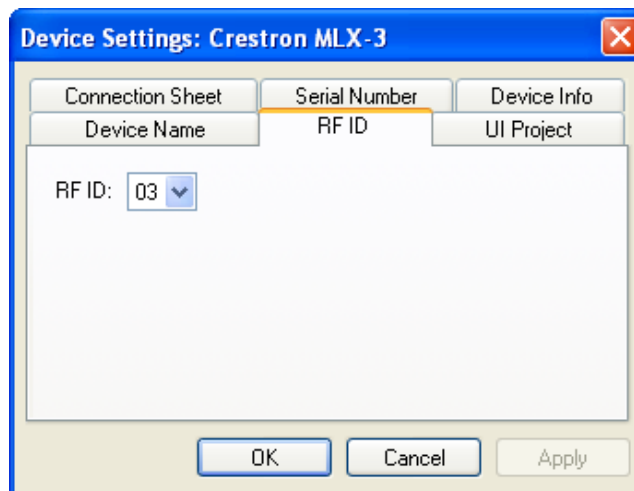 Device Settings: Crestron MLX-3
Connection Sheet Serial Number Device Info
Device Name RF ID UI Project
RF ID: 03
OK Cancel Apply